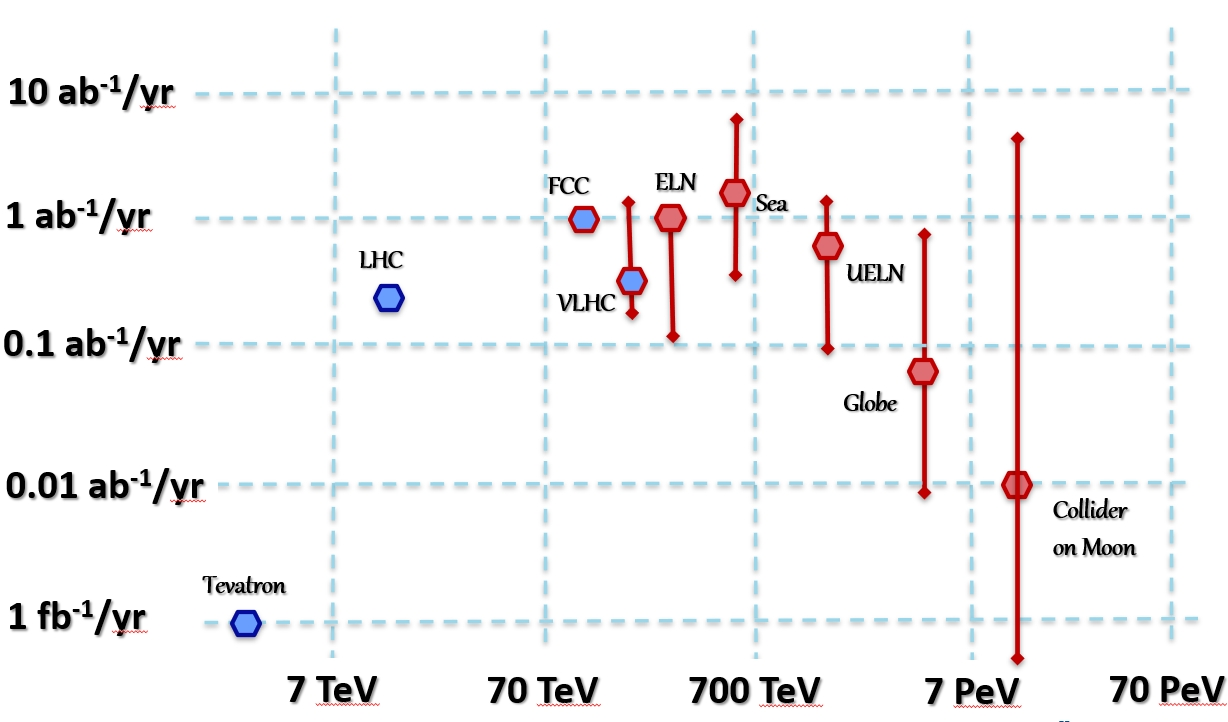 10 ab⁻¹/yr
FCC
ELN
1 ab⁻¹/yr
Sea
LHC
UELN
VLHC
0.1 ab⁻¹/yr
Globe
0.01 ab⁻¹/yr
Collider
on Moon
Tevatron
1 fb⁻¹/yr
7 TeV 70 TeV 700 TeV 7 PeV 70 PeV